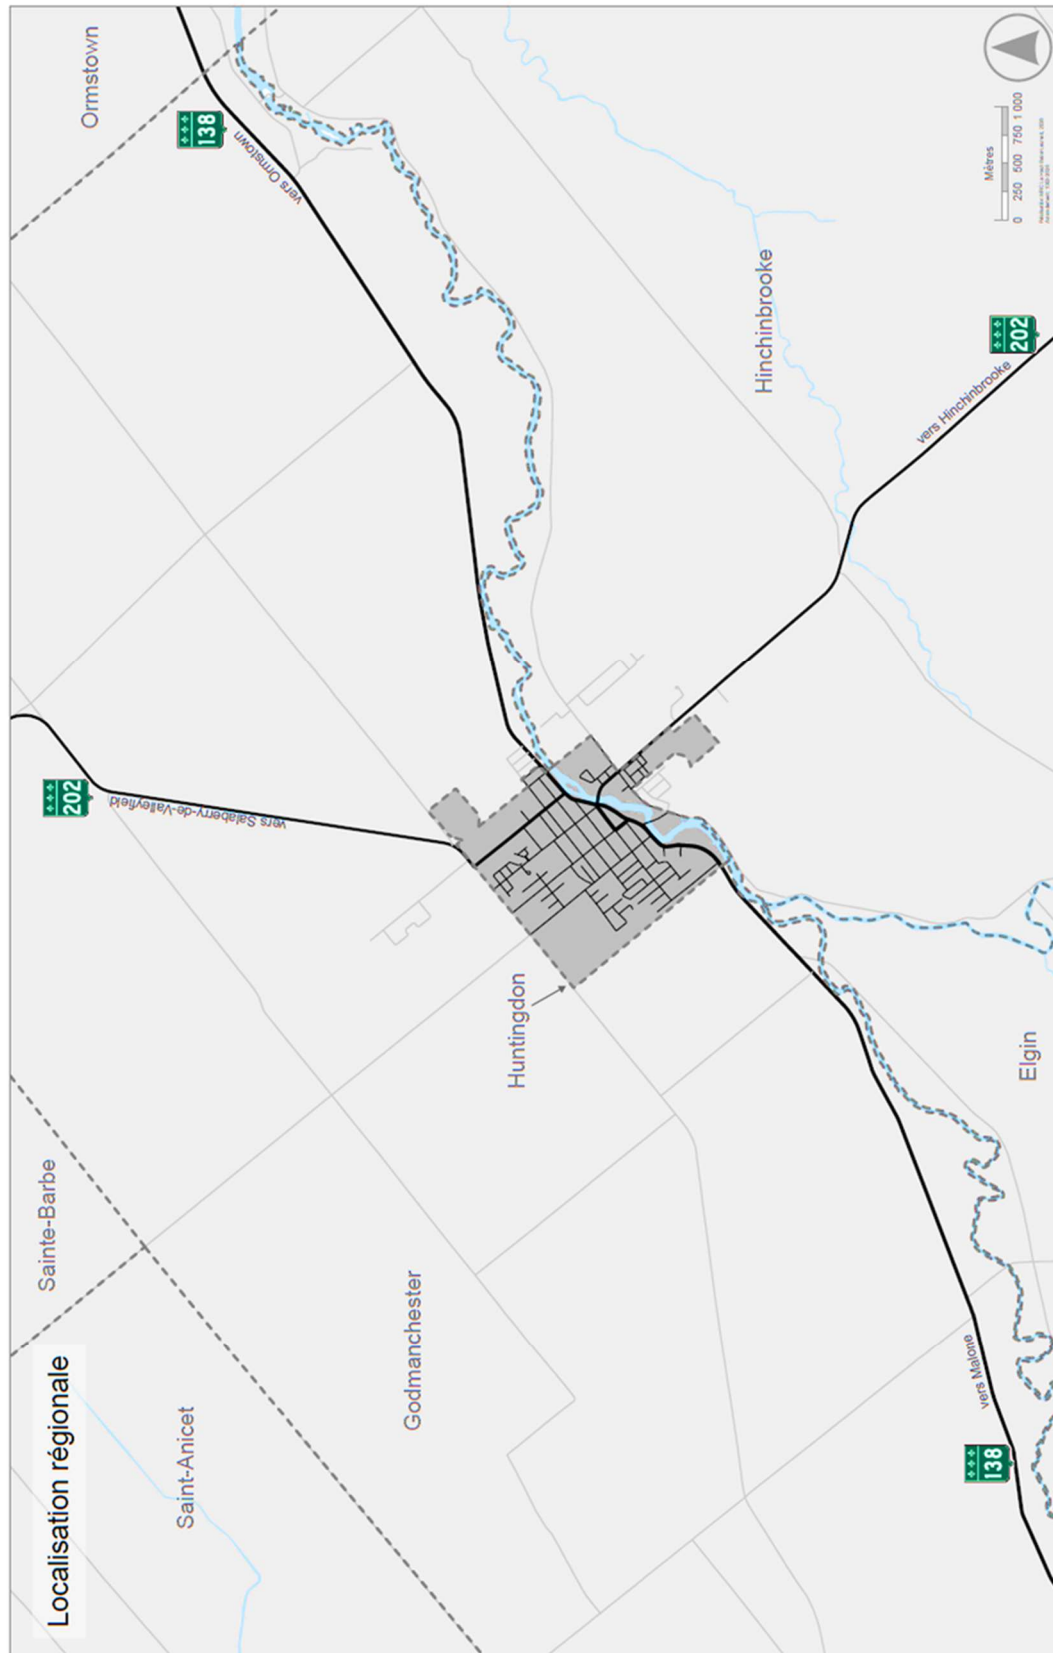 Localisation régionale
Sainte-Barbe
Saint-Anicet
Ormstown
138
vers Ormstown
202
vers Salaberry-de-Valleyfield
Godmanchester
Huntingdon
Hinchinbrooke
vers Hinchinbrooke
202
Elgin
vers Malone
138
Mètres
0 250 500 750 1 000